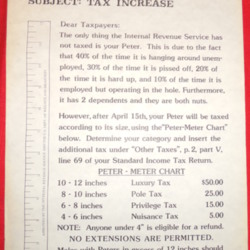 SUBJECT: TAX INCREASE
Dear Taxpayers:
The only thing the Internal Revenue Service has
not taxed is your Peter. This is due to the fact
that 40% of the time it is hanging around unem-
ployed, 30% of the time it is pissed off, 20% of
the time it is hard up, and 10% of the time it is
employed but operating in the hole. Furthermore,
it has 2 dependents and they are both nuts.
However, after April 15th, your Peter will be taxed
according to its size, using the "Peter-Meter Chart"
below. Determine your category and insert the
additional tax under "Other Taxes", p.2, part V,
line 69 of your Standard Income Tax Return.
PETER - METER CHART
10 - 12 inches Luxury Tax $50.00
8 - 10 inches Pole Tax 25.00
6 - 8 inches Privilege Tax 15.00
4 - 6 inches Nuisance Tax 5.00
NOTE: Anyone under 4" is eligible for a refund.
NO EXTENSIONS ARE PERMITTED.